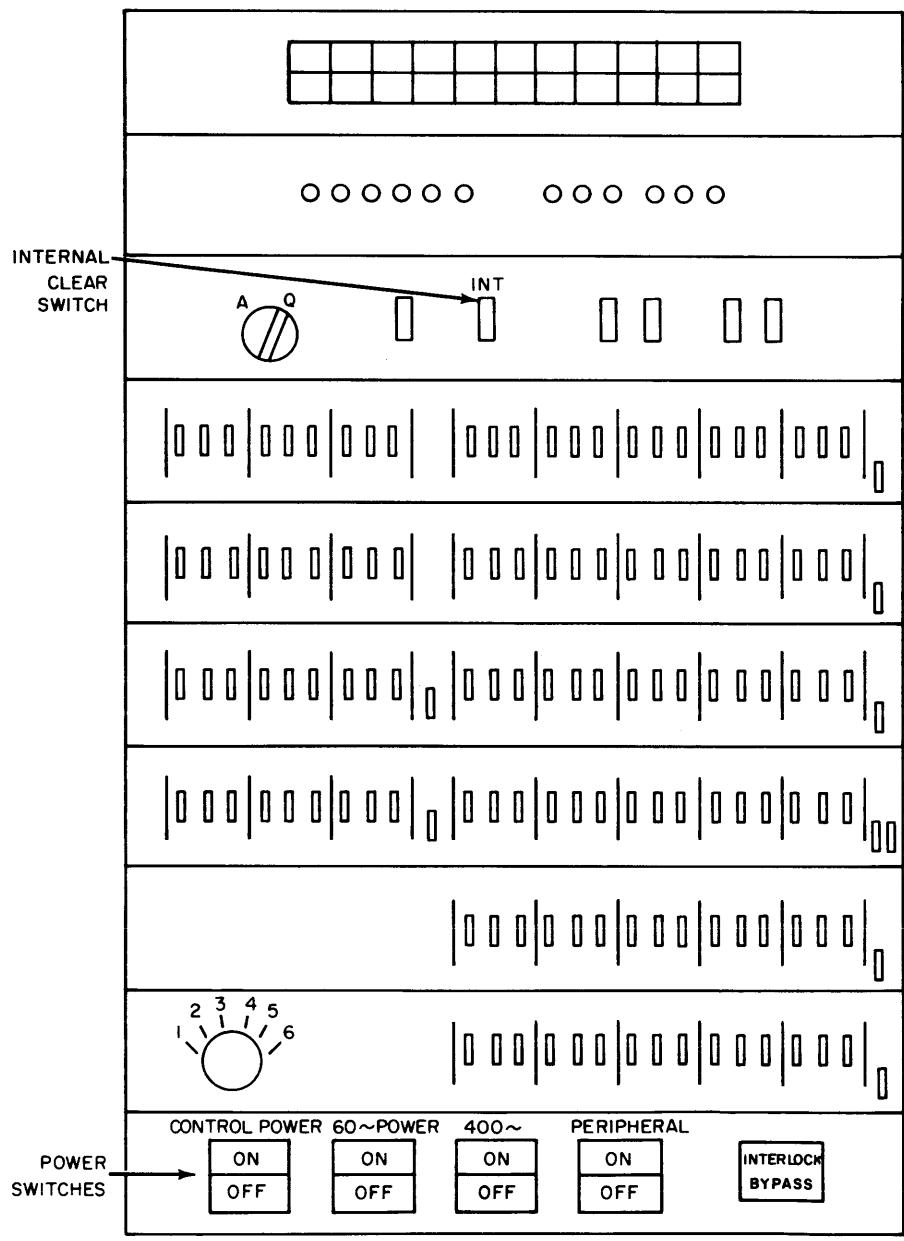 INTERNAL
CLEAR
SWITCH
INT
A Q
1 2 3 4 5 6
CONTROL POWER 60~POWER 400~ PERIPHERAL
POWER
SWITCHES
ON ON ON ON
OFF OFF OFF OFF
INTERLOCK
BYPASS